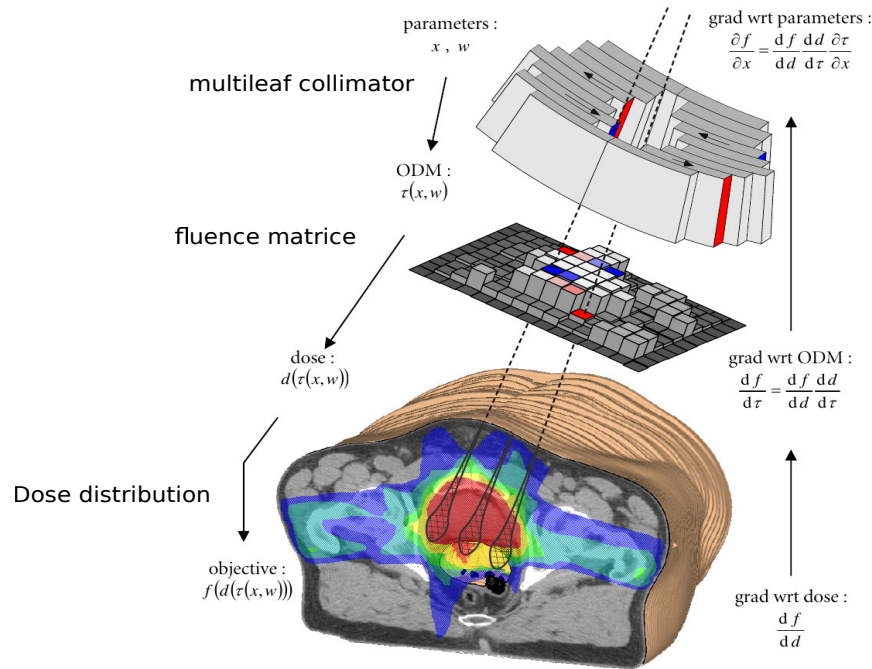 parameters :
x , w
multileaf collimator
ODM :
τ(x,w)
fluence matrice
dose :
d(τ(x,w))
Dose distribution
objective :
f(d(τ(x,w)))
grad wrt parameters :
∂f/∂x = df/dd dd/dτ ∂τ/∂x
grad wrt ODM :
df/dτ = df/dd dd/dτ
grad wrt dose :
df/dd